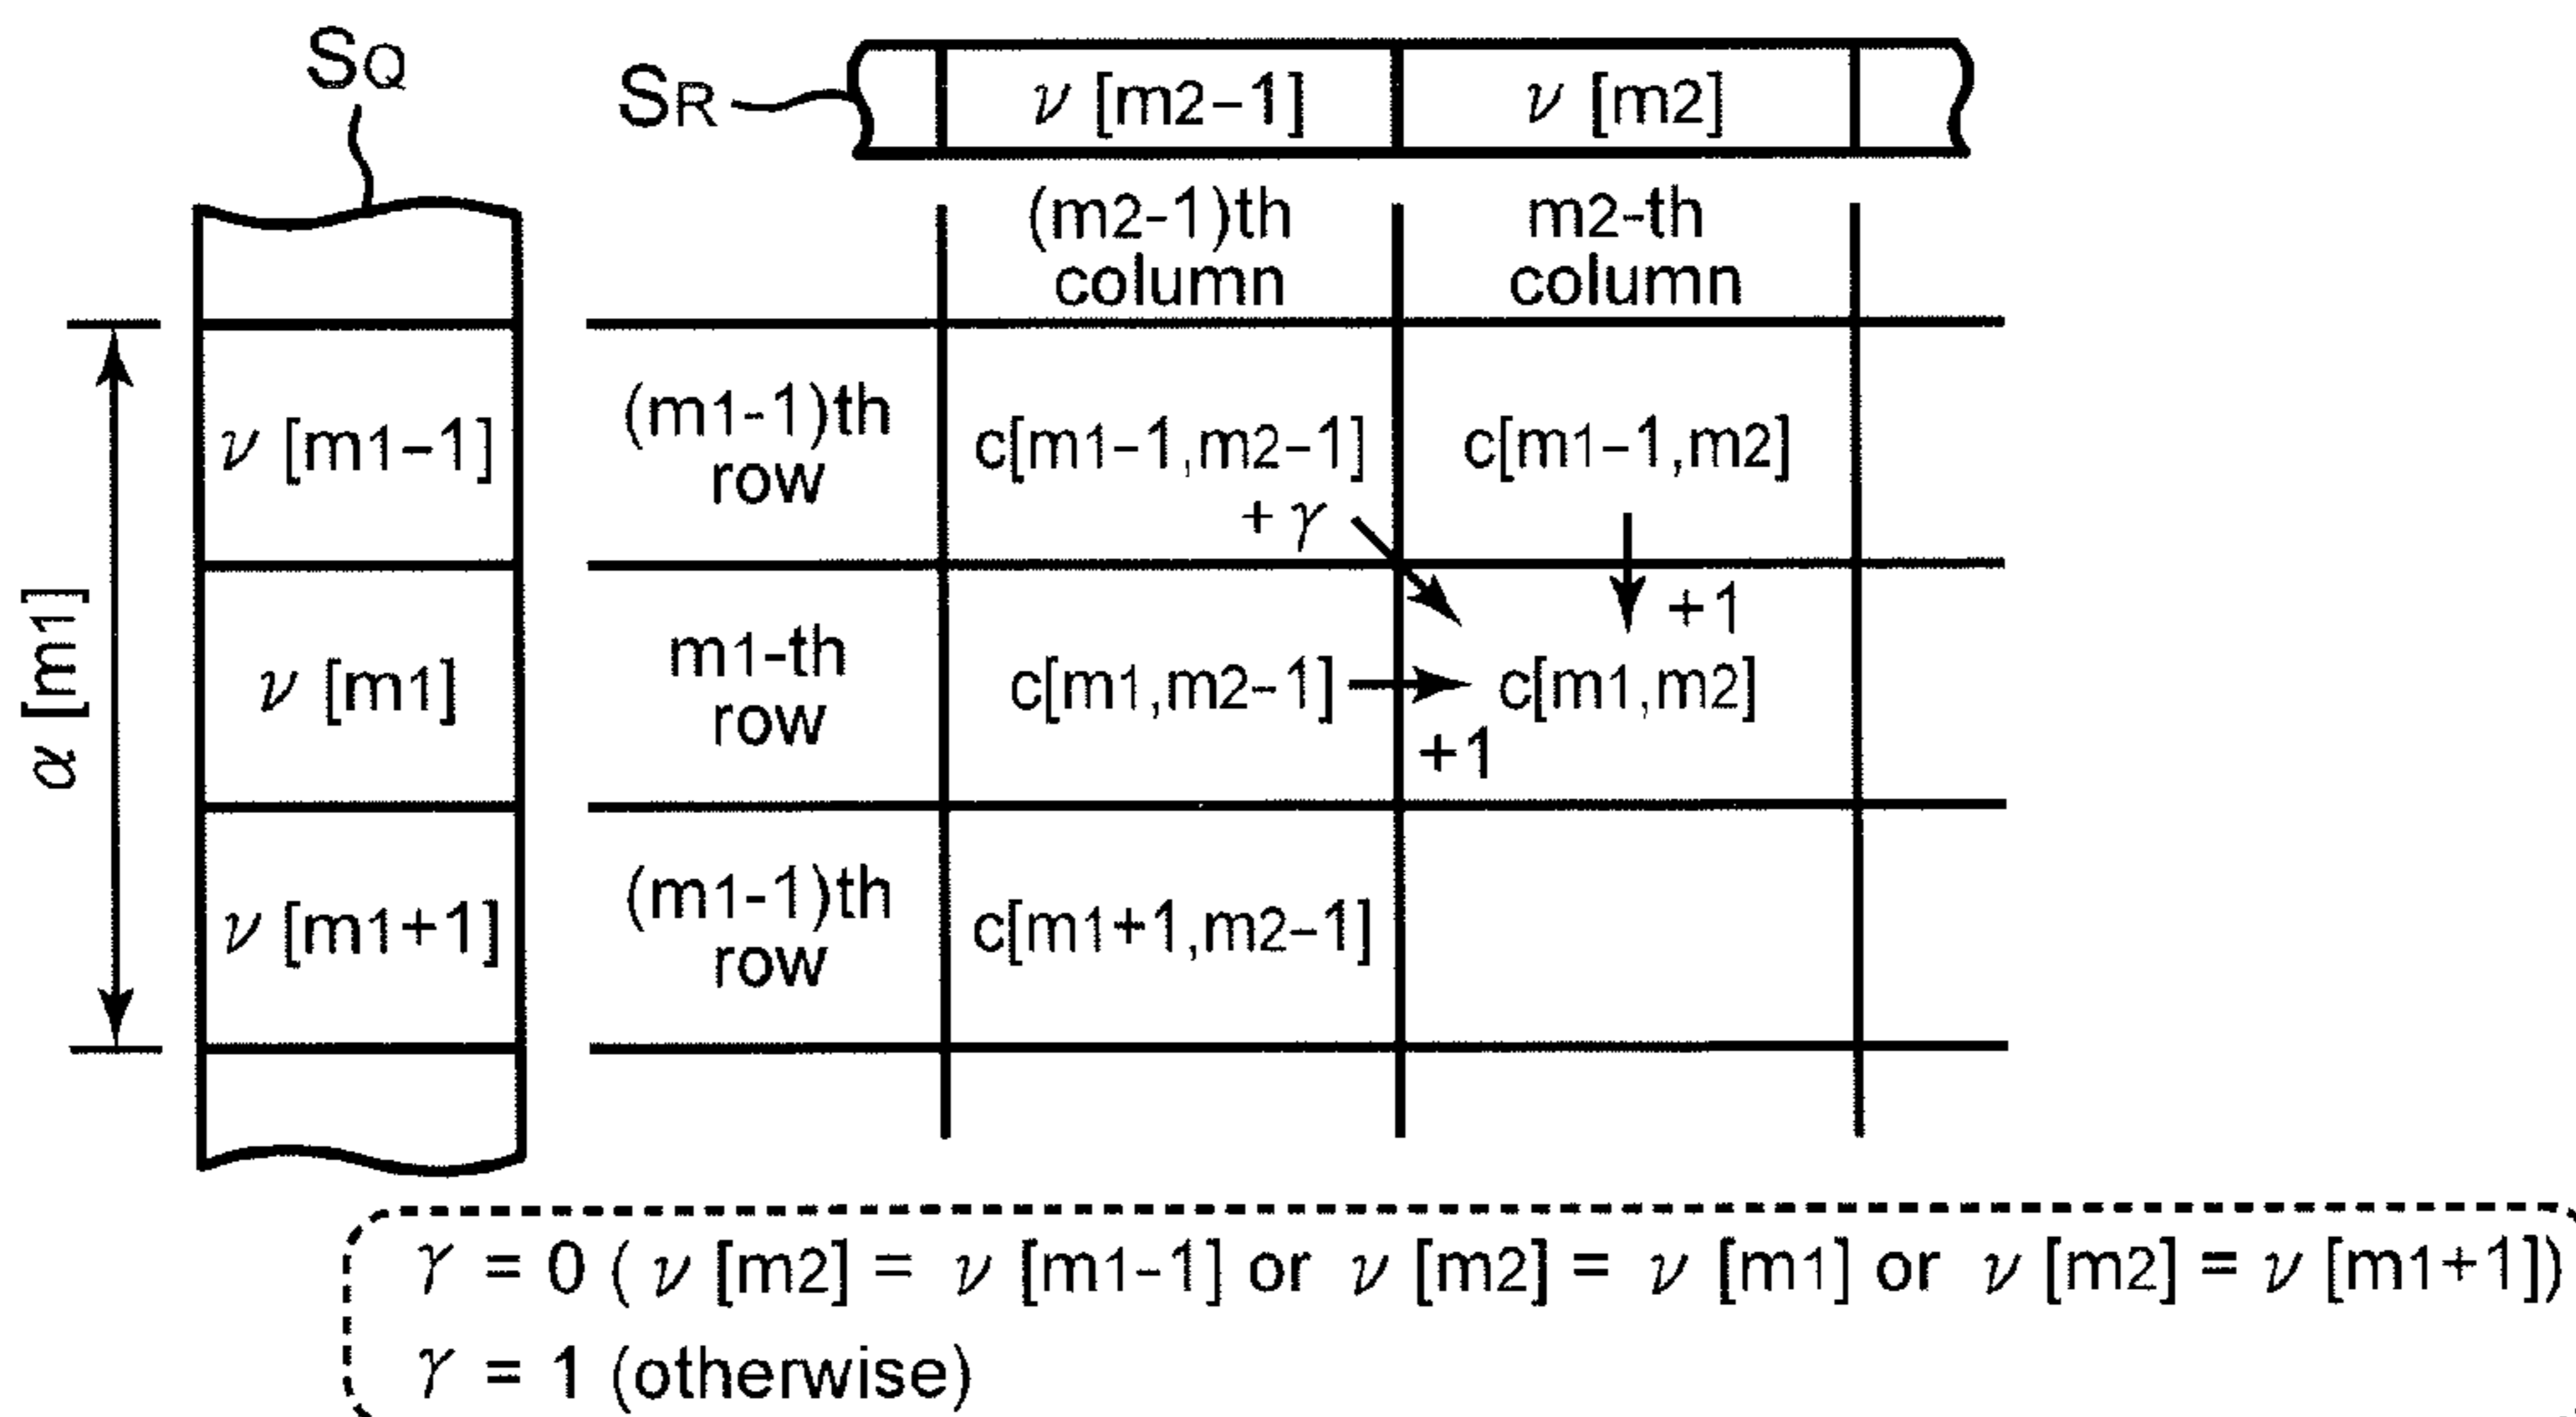 SQ
SR
ν [m2-1]
ν [m2]
(m2-1)th
column
m2-th
column
α [m1]
ν [m1-1]
(m1-1)th
row
c[m1-1,m2-1]
c[m1-1,m2]
+ γ
+1
ν [m1]
m1-th
row
c[m1,m2-1]
c[m1,m2]
+1
ν [m1+1]
(m1-1)th
row
c[m1+1,m2-1]
γ = 0 ( ν [m2] = ν [m1-1] or ν [m2] = ν [m1] or ν [m2] = ν [m1+1])
γ = 1 (otherwise)